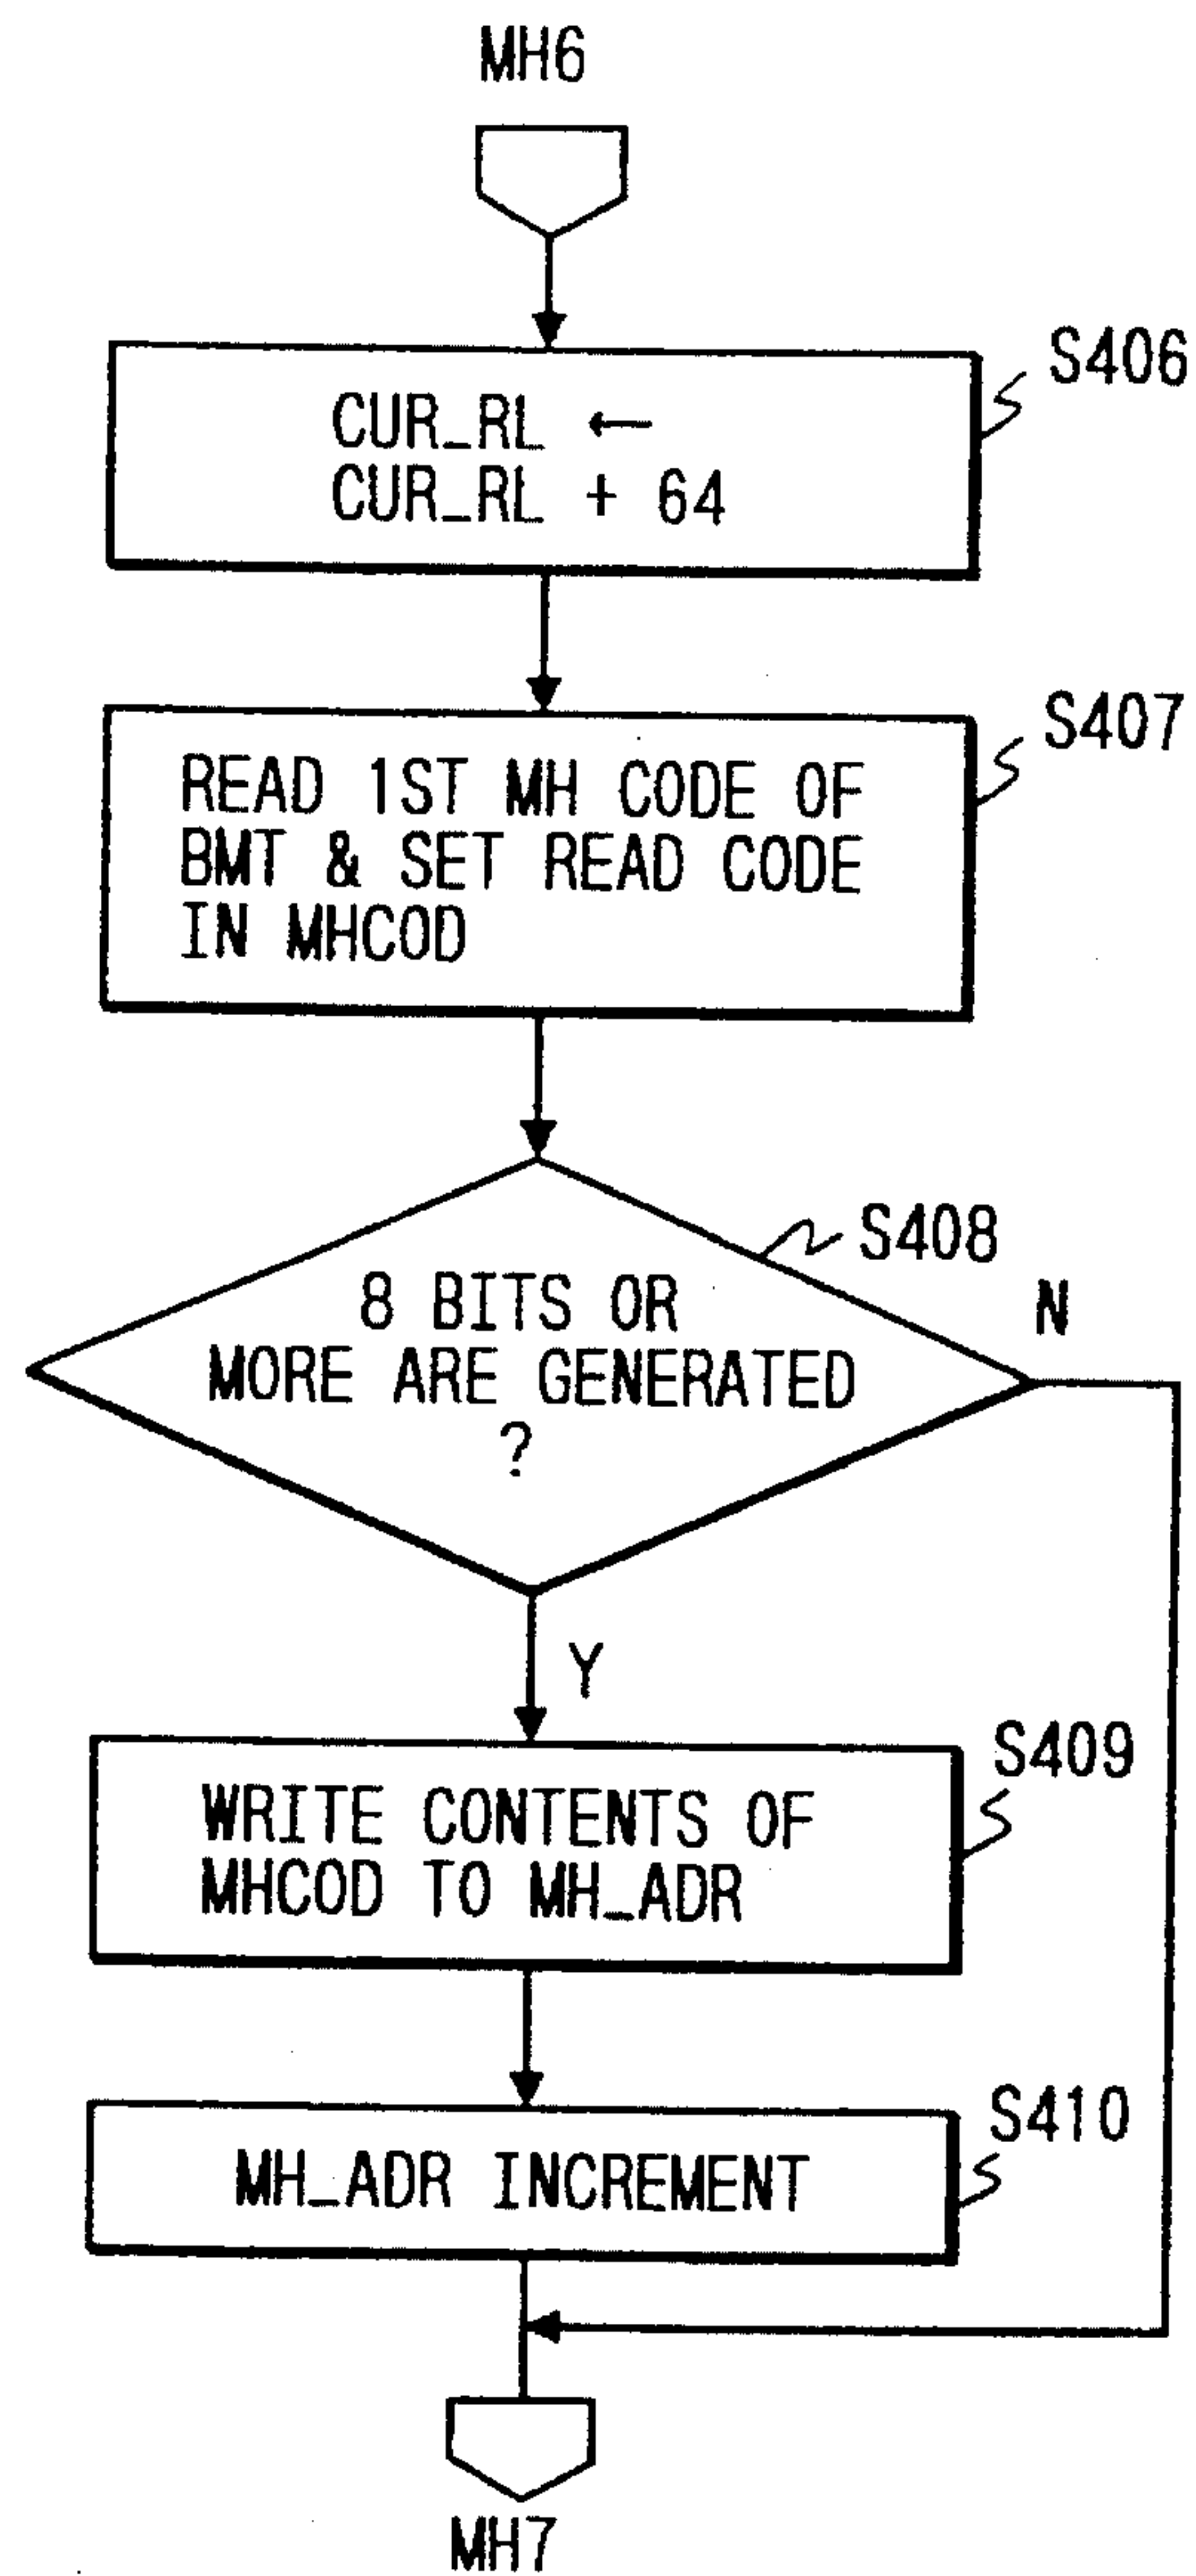 MH6
S406
CUR_RL ←
CUR_RL + 64
S407
READ 1ST MH CODE OF
BMT & SET READ CODE
IN MHCOD
S408
8 BITS OR
MORE ARE GENERATED
?
N
Y
S409
WRITE CONTENTS OF
MHCOD TO MH_ADR
S410
MH_ADR INCREMENT
MH7